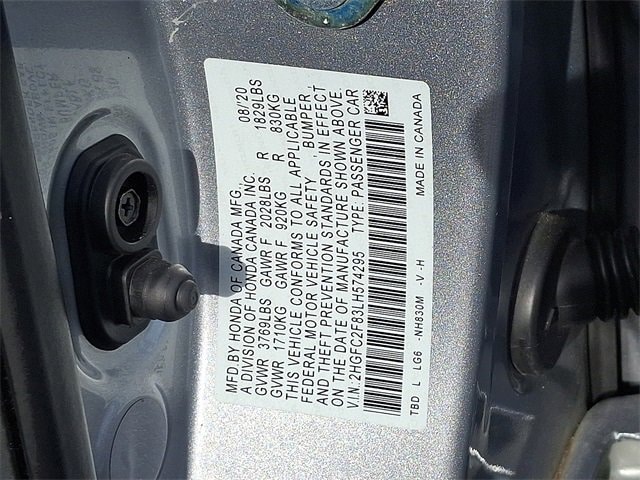 MFD.BY HONDA OF CANADA MFG., 08/'20
A DIVISION OF HONDA CANADA INC.
GVWR 3769LBS GAWR F 2028LBS R 1829LBS
GVWR 1710KG GAWR F 920KG R 830KG
THIS VEHICLE CONFORMS TO ALL APPLICABLE
FEDERAL MOTOR VEHICLE SAFETY, BUMPER,
AND THEFT PREVENTION STANDARDS IN EFFECT
ON THE DATE OF MANUFACTURE SHOWN ABOVE.
V.I.N.:2HGFC2F83LH574295 TYPE: PASSENGER CAR
TBD L LG6 -NH830M -V -H MADE IN CANADA